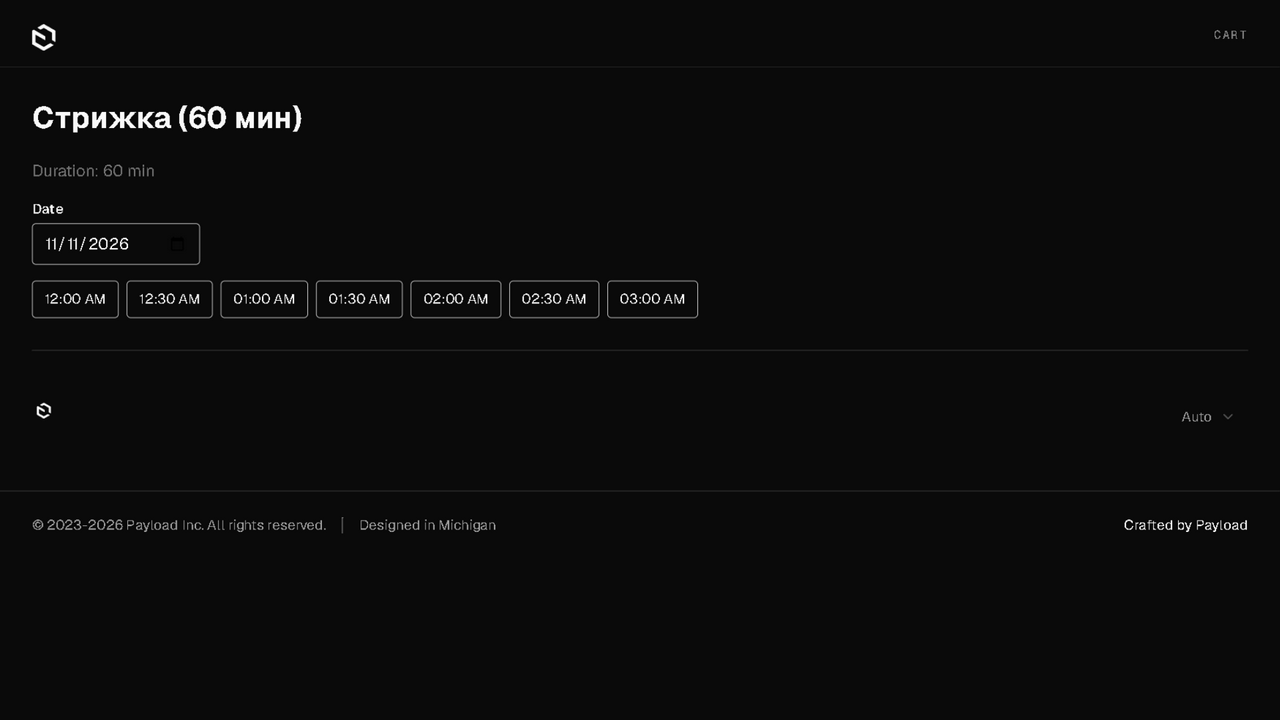 CART
Стрижка (60 мин)
Duration: 60 min
Date
11/11/2026
12:00 AM 12:30 AM 01:00 AM 01:30 AM 02:00 AM 02:30 AM 03:00 AM
Auto
© 2023-2026 Payload Inc. All rights reserved. Designed in Michigan Crafted by Payload